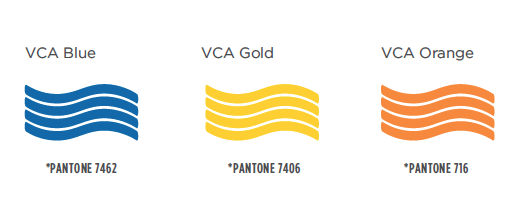 VCA Blue
VCA Gold
VCA Orange
*PANTONE 7462
*PANTONE 7406
*PANTONE 716